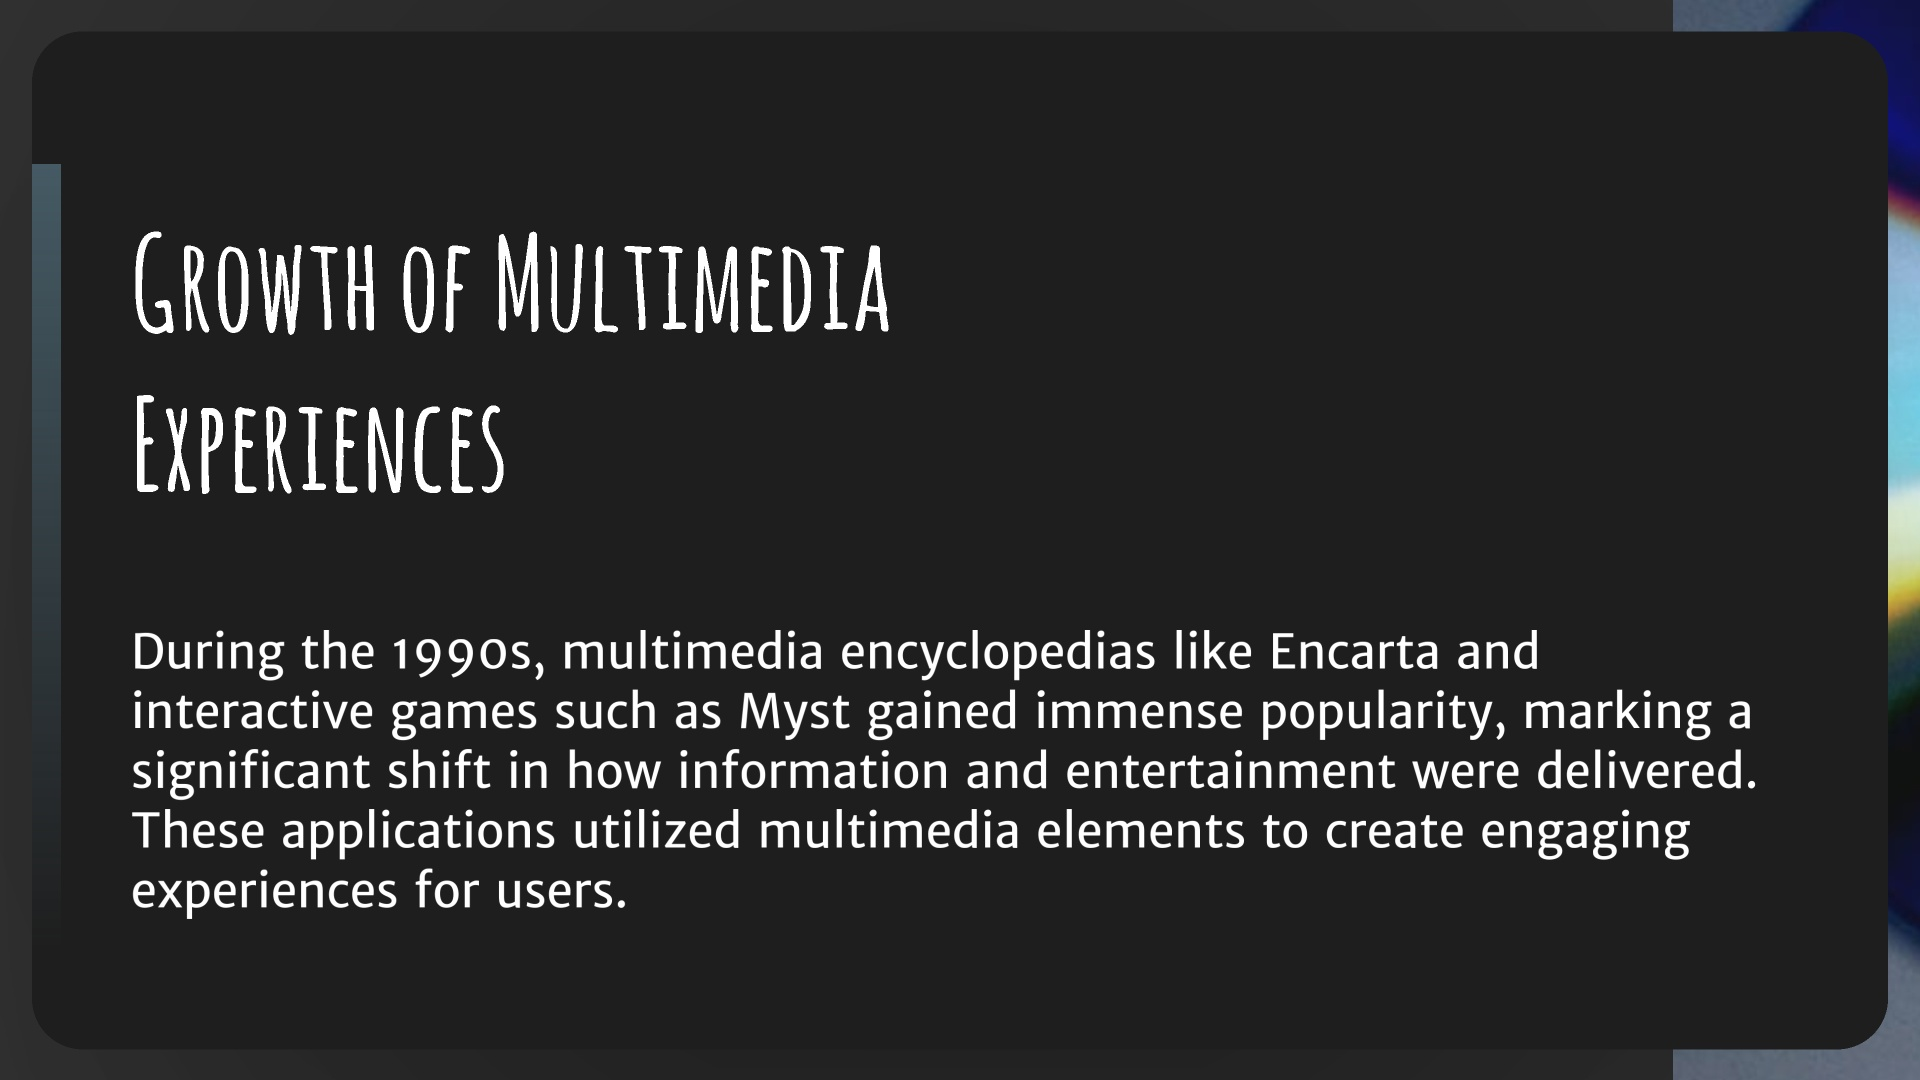 Growth of Multimedia
Experiences
During the 1990s, multimedia encyclopedias like Encarta and
interactive games such as Myst gained immense popularity, marking a
significant shift in how information and entertainment were delivered.
These applications utilized multimedia elements to create engaging
experiences for users.